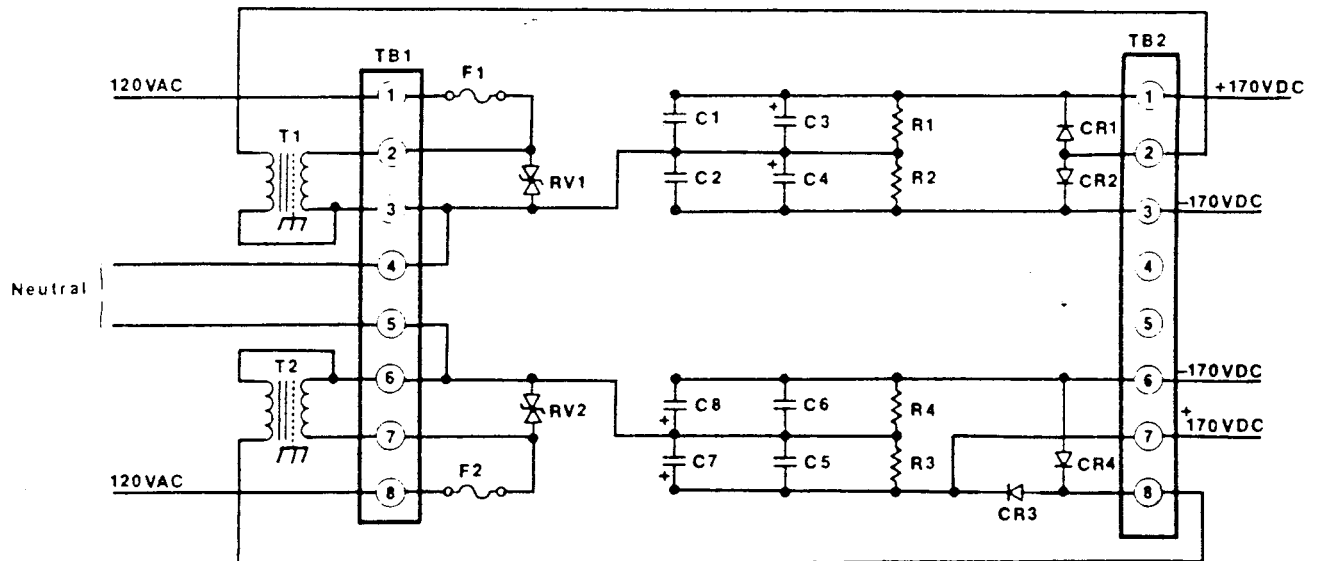 TB1
TB2
120VAC
1
F1
C1
C3
R1
CR1
1
+170VDC
T1
2
RV1
C2
C4
R2
CR2
2
3
3
-170VDC
4
4
Neutral
5
5
T2
6
RV2
C8
C6
R4
6
-170VDC
7
C7
C5
R3
CR4
7
+
170VDC
120VAC
8
F2
CR3
8